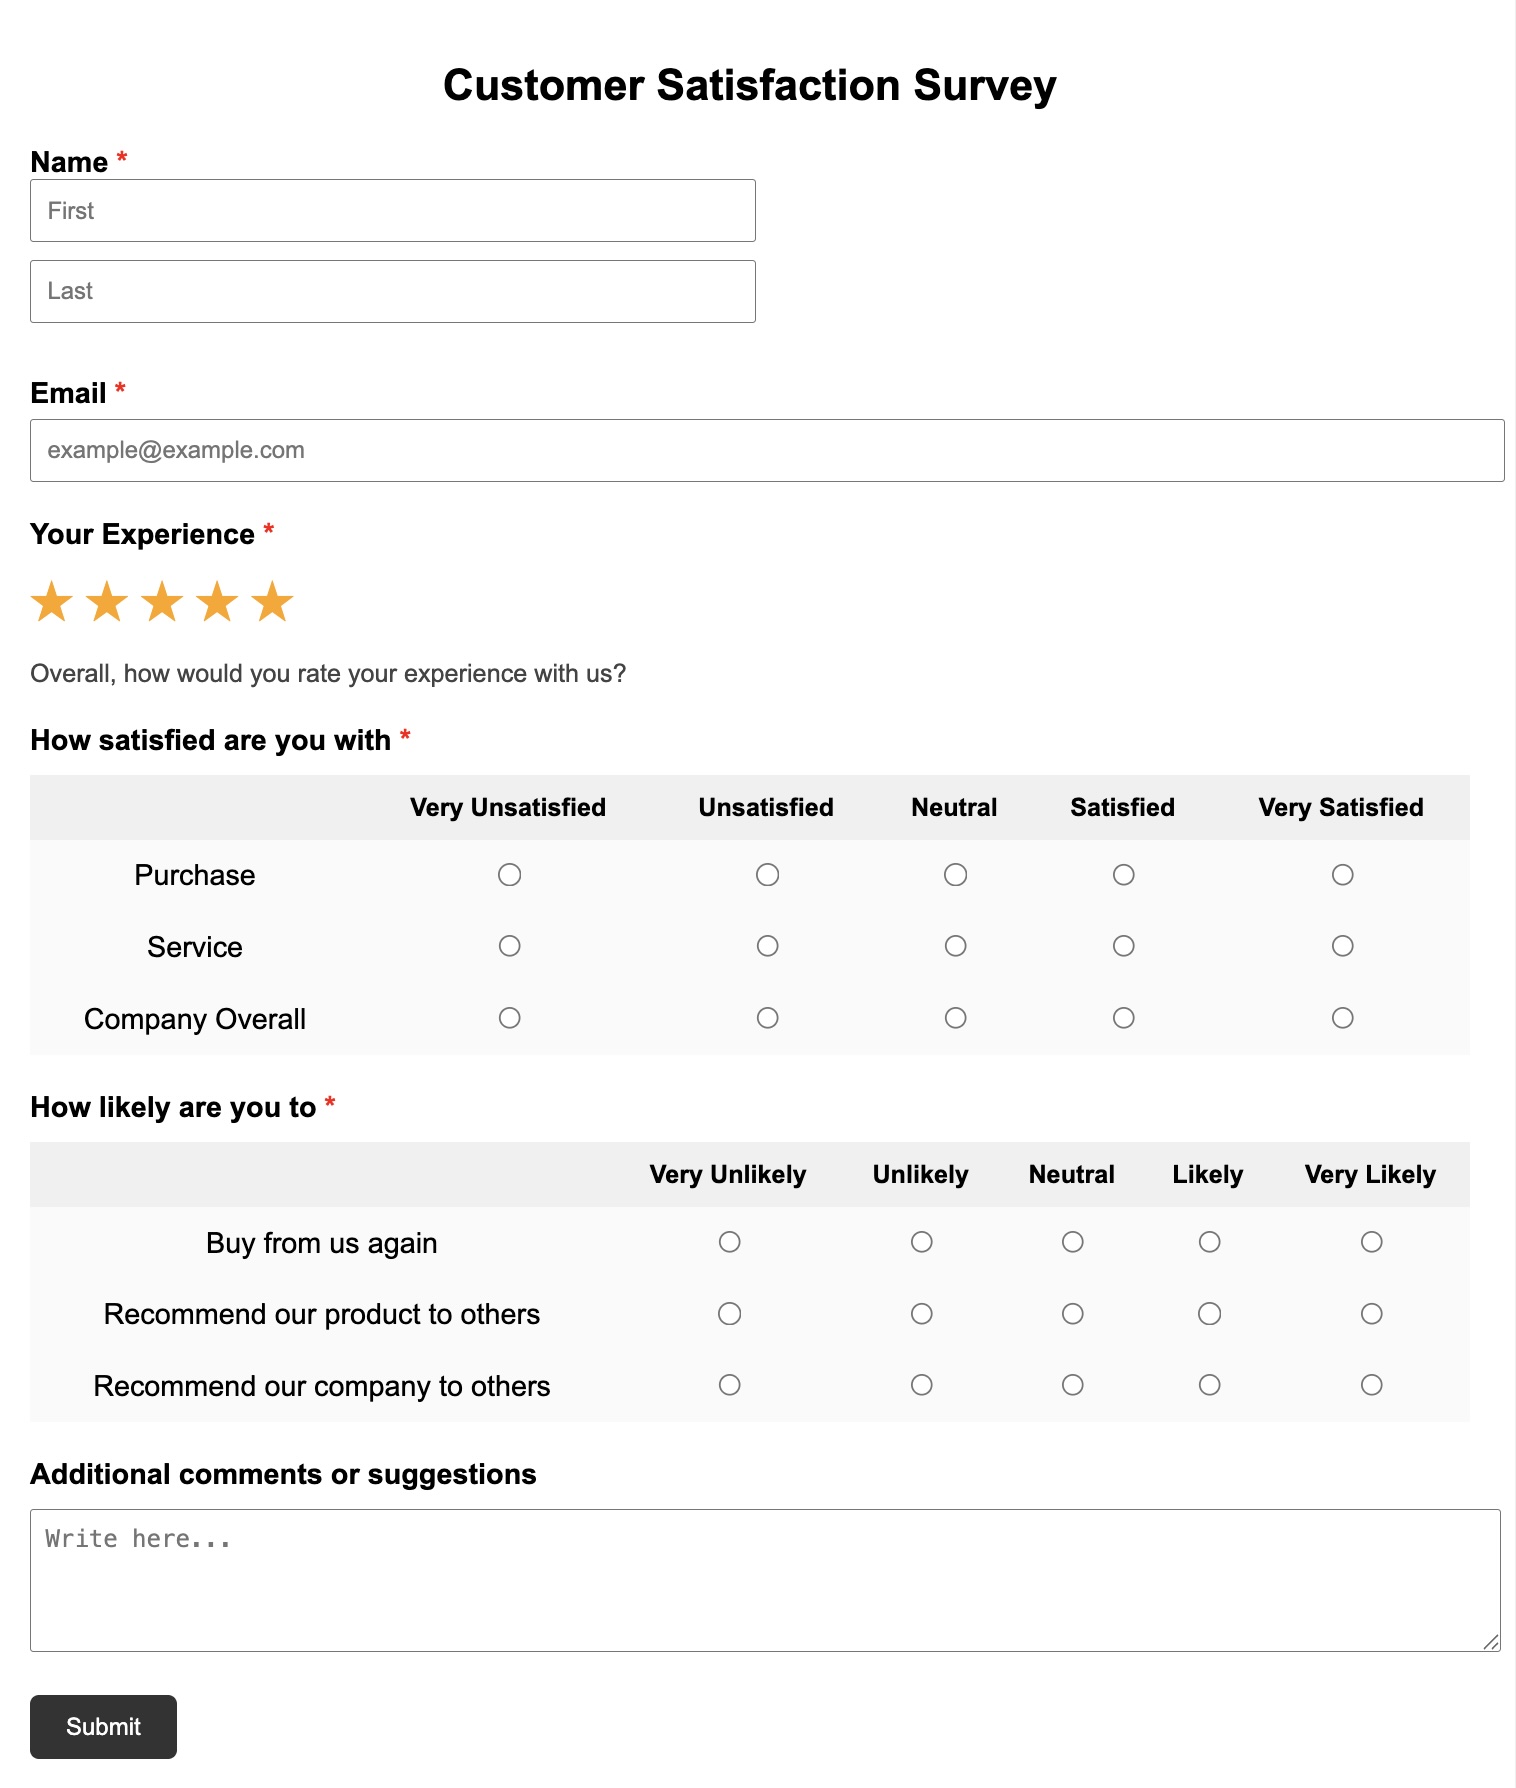 Customer Satisfaction Survey
Name *
First
Last
Email *
example@example.com
Your Experience *
★ ★ ★ ★ ★
Overall, how would you rate your experience with us?
How satisfied are you with *
Very Unsatisfied Unsatisfied Neutral Satisfied Very Satisfied
Purchase
Service
Company Overall
How likely are you to *
Very Unlikely Unlikely Neutral Likely Very Likely
Buy from us again
Recommend our product to others
Recommend our company to others
Additional comments or suggestions
Write here...
Submit